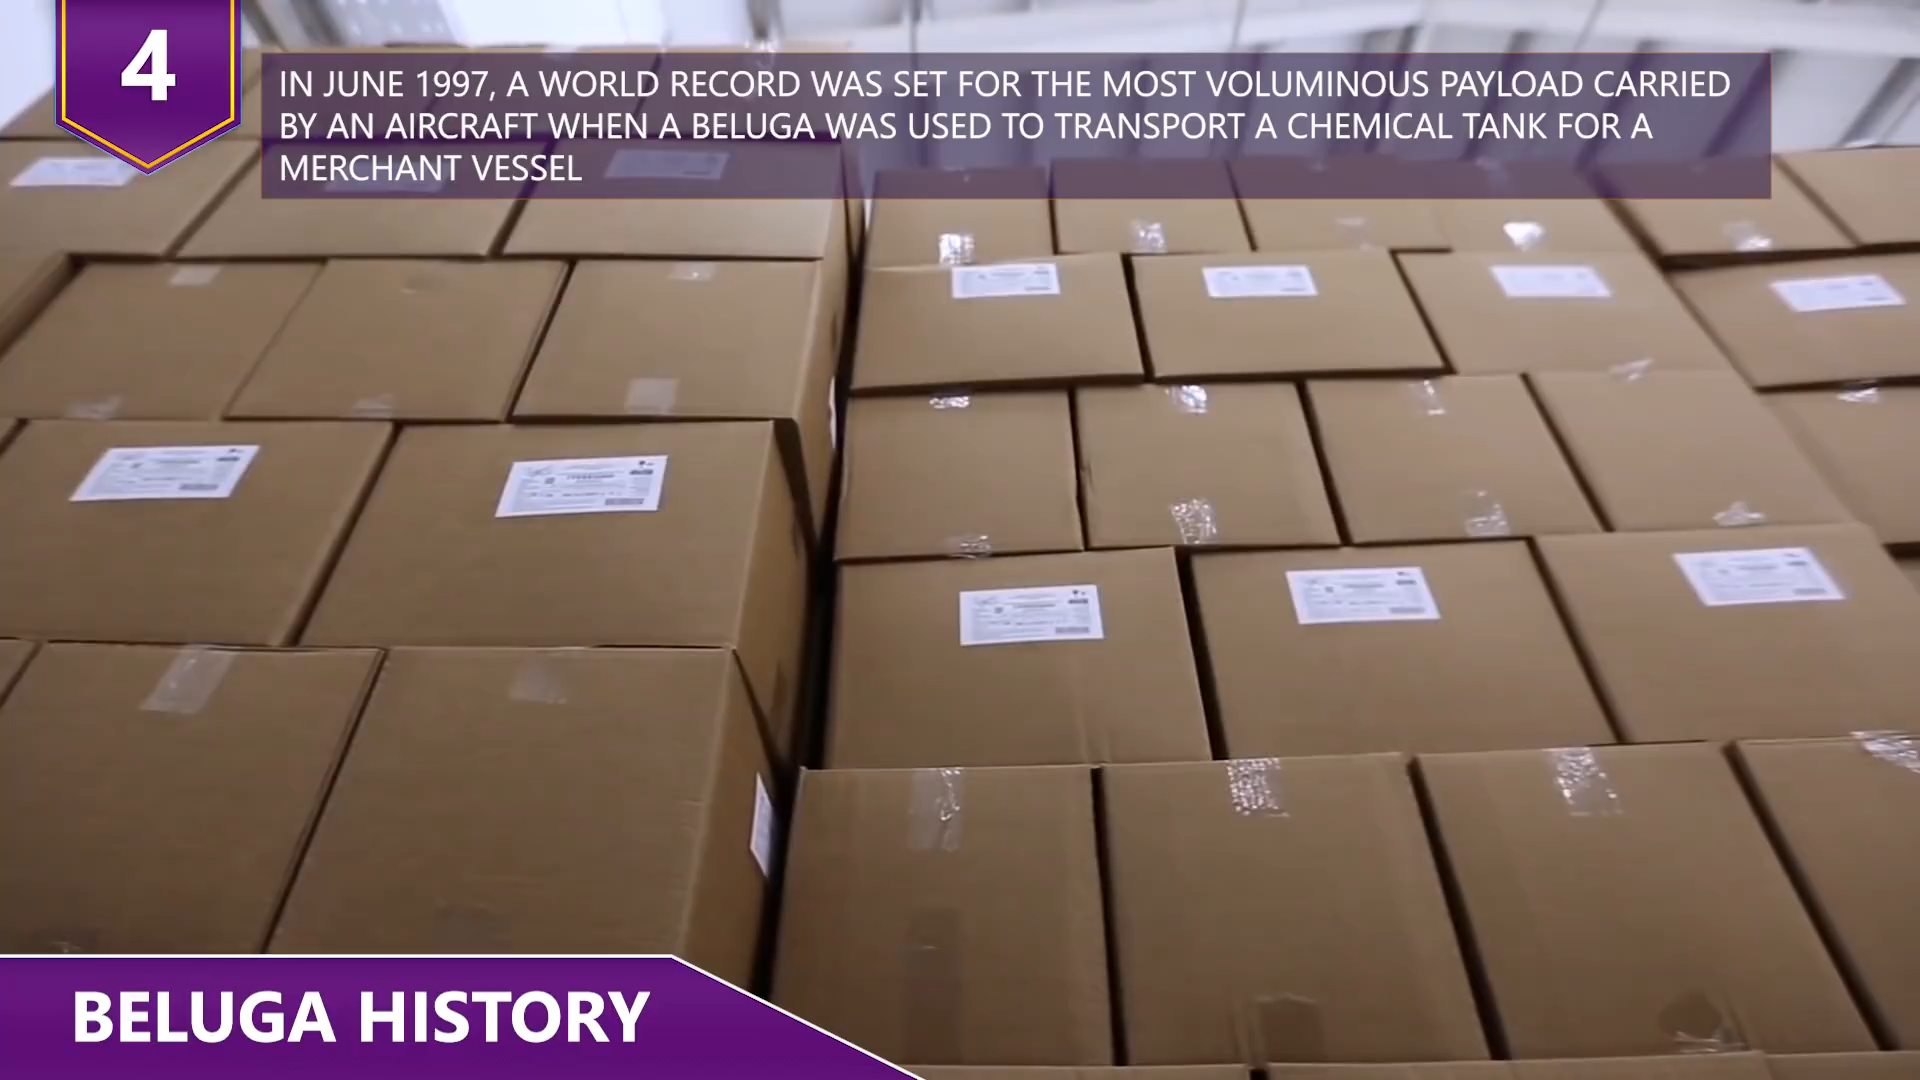 4
IN JUNE 1997, A WORLD RECORD WAS SET FOR THE MOST VOLUMINOUS PAYLOAD CARRIED
BY AN AIRCRAFT WHEN A BELUGA WAS USED TO TRANSPORT A CHEMICAL TANK FOR A
MERCHANT VESSEL
BELUGA HISTORY